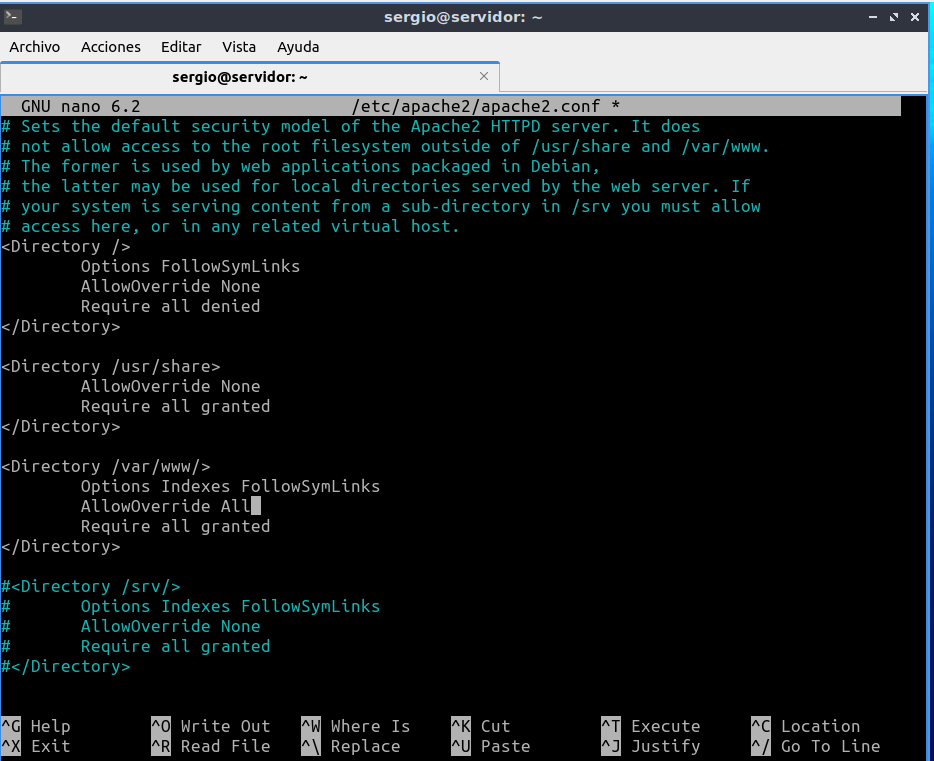 sergio@servidor: ~
Archivo Acciones Editar Vista Ayuda
sergio@servidor: ~
GNU nano 6.2 /etc/apache2/apache2.conf *
# Sets the default security model of the Apache2 HTTPD server. It does
# not allow access to the root filesystem outside of /usr/share and /var/www.
# The former is used by web applications packaged in Debian,
# the latter may be used for local directories served by the web server. If
# your system is serving content from a sub-directory in /srv you must allow
# access here, or in any related virtual host.
<Directory />
        Options FollowSymLinks
        AllowOverride None
        Require all denied
</Directory>

<Directory /usr/share>
        AllowOverride None
        Require all granted
</Directory>

<Directory /var/www/>
        Options Indexes FollowSymLinks
        AllowOverride All
        Require all granted
</Directory>

#<Directory /srv/>
#       Options Indexes FollowSymLinks
#       AllowOverride None
#       Require all granted
#</Directory>

^G Help ^O Write Out ^W Where Is ^K Cut ^T Execute ^C Location
^X Exit ^R Read File ^\ Replace ^U Paste ^J Justify ^/ Go To Line